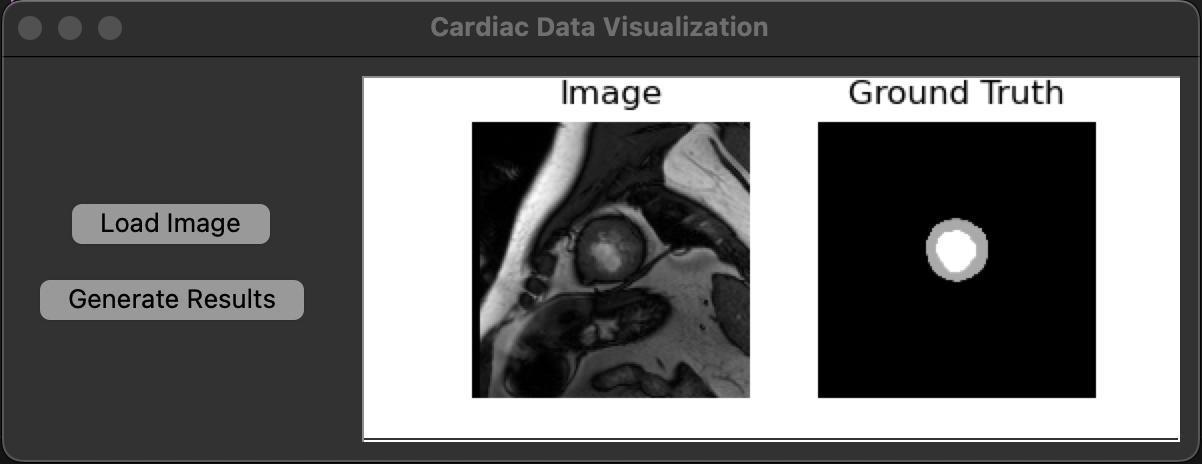 Cardiac Data Visualization
Image
Ground Truth
Load Image
Generate Results